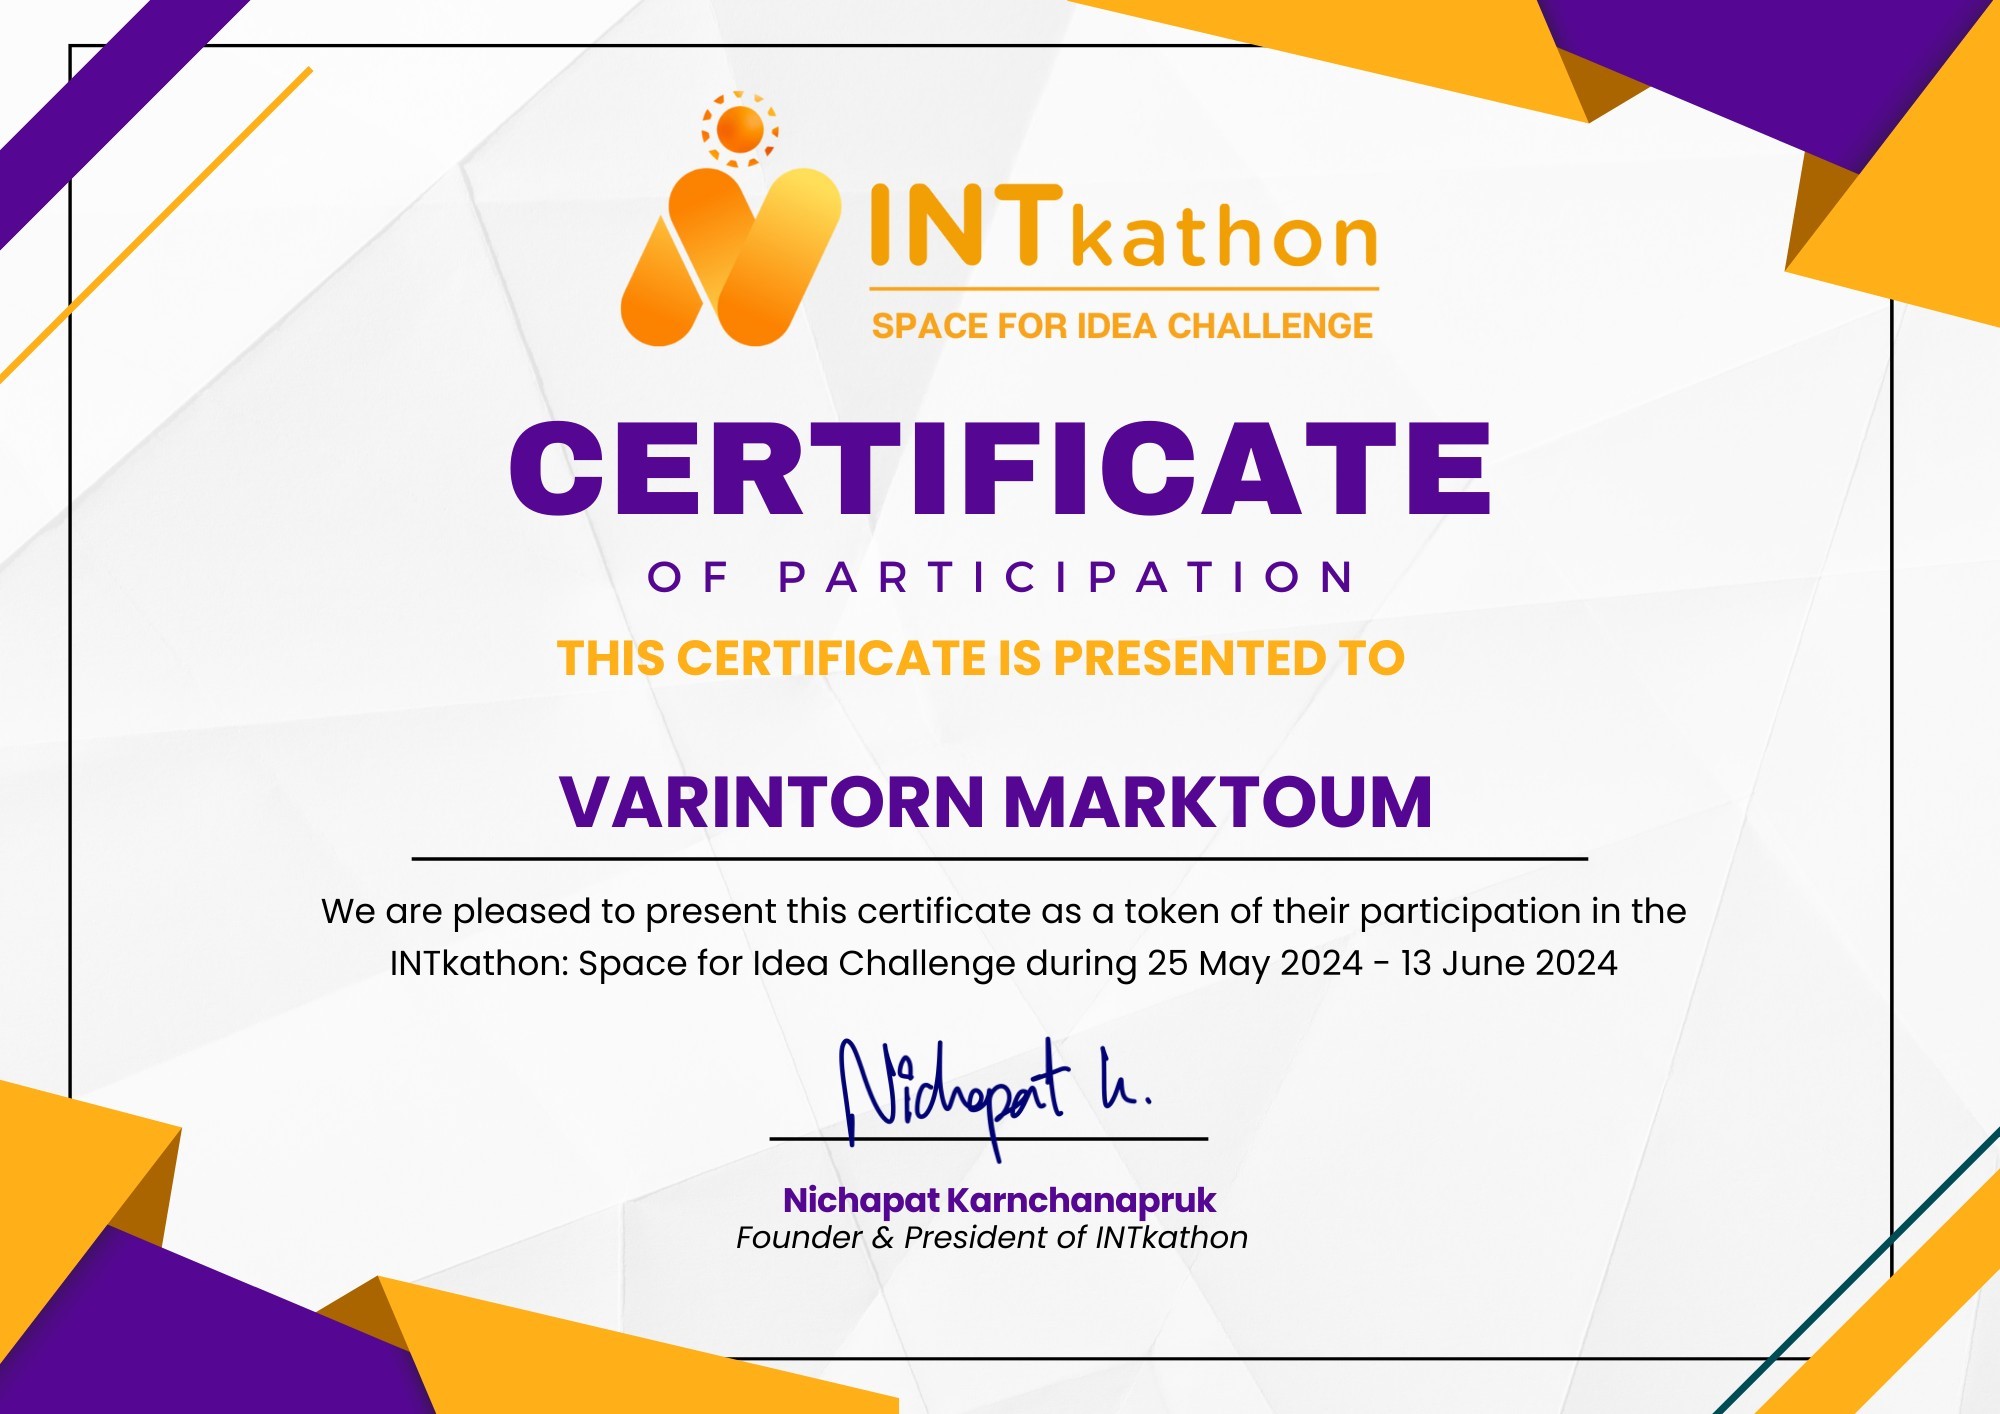 INTkathon
SPACE FOR IDEA CHALLENGE
CERTIFICATE
OF PARTICIPATION
THIS CERTIFICATE IS PRESENTED TO
VARINTORN MARKTOUM
We are pleased to present this certificate as a token of their participation in the
INTkathon: Space for Idea Challenge during 25 May 2024 - 13 June 2024
Nichapat K.
Nichapat Karnchanapruk
Founder & President of INTkathon